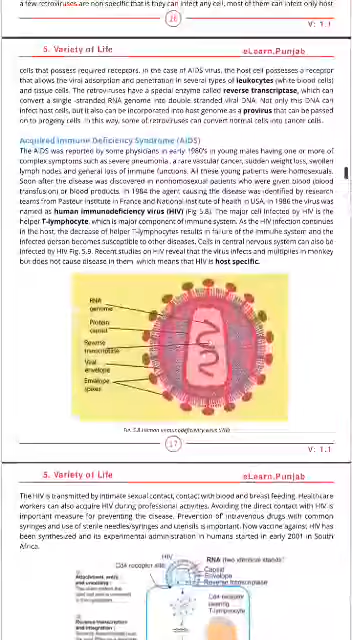 a few retroviruses are non specific that is they can infect any cell, most of them can infect only host
26
V: 1.1
5. Variety of Life
eLearn.Punjab
cells that possess required receptors. In the case of AIDS virus, the host cell possesses a receptor
that allows the viral adsorption and penetration in several types of leukocytes (white blood cells)
and tissue cells. The retroviruses have a special enzyme called reverse transcriptase, which can
convert a single -stranded RNA genome into double stranded viral DNA. Not only this DNA can
infect host cells, but it also can be incorporated into host genome as a provirus that can be passed
on to progeny cells. In this way, some of retroviruses can convert normal cells into cancer cells.
Acquired Immune Deficiency Syndrome (AIDS)
The AIDS was reported by some physicians in early 1980's in young males having one or more of
complex symptoms such as severe pneumonia, a rare vascular cancer, sudden weight loss, swollen
lymph nodes and general loss of immune functions. All these young patients were homosexuals.
Soon after the disease was discovered in nonhomosexual patients who were given blood (blood
transfusion) or blood products. In 1984 the agent causing the disease was identified by research
teams from Pasteur Institute in France and National Institute of health in USA. In 1986 the virus was
named as human immunodeficiency virus (HIV) (Fig 5.8). The major cell infected by HIV is the
helper T-lymphocyte, which is major component of immune system. As the HIV infection continues
in the host, the decrease of helper T-lymphocytes results in failure of the immune system and the
infected person becomes susceptible to other diseases. Cells in central nervous system can also be
infected by HIV Fig. 5.9. Recent studies on HIV reveal that the virus infects and multiplies in monkey
but does not cause disease in them, which means that HIV is host specific.
RNA
genome
Protein
capsid
Reverse
transcriptase
Viral
envelope
Envelope
spikes
Fig. 5.8 Human immunodeficiency virus (HIV)
17
V: 1.1
5. Variety of Life
eLearn.Punjab
The HIV is transmitted by intimate sexual contact, contact with blood and breast feeding. Healthcare
workers can also acquire HIV during professional activities. Avoiding the direct contact with HIV is
important measure for preventing the disease. Prevention of intravenous drugs with common
syringes and use of sterile needles/syringes and utensils is important. Now vaccine against HIV has
been synthesized and its experimental administration in humans started in early 2001 in South
Africa.
HIV
RNA (two identical stands)
CD4 receptor site
Capsid
Envelope
Reverse transcriptase
Attachment, entry
and uncoating
CD4 receptor
T-lymphocyte
Reverse transcription
and integration